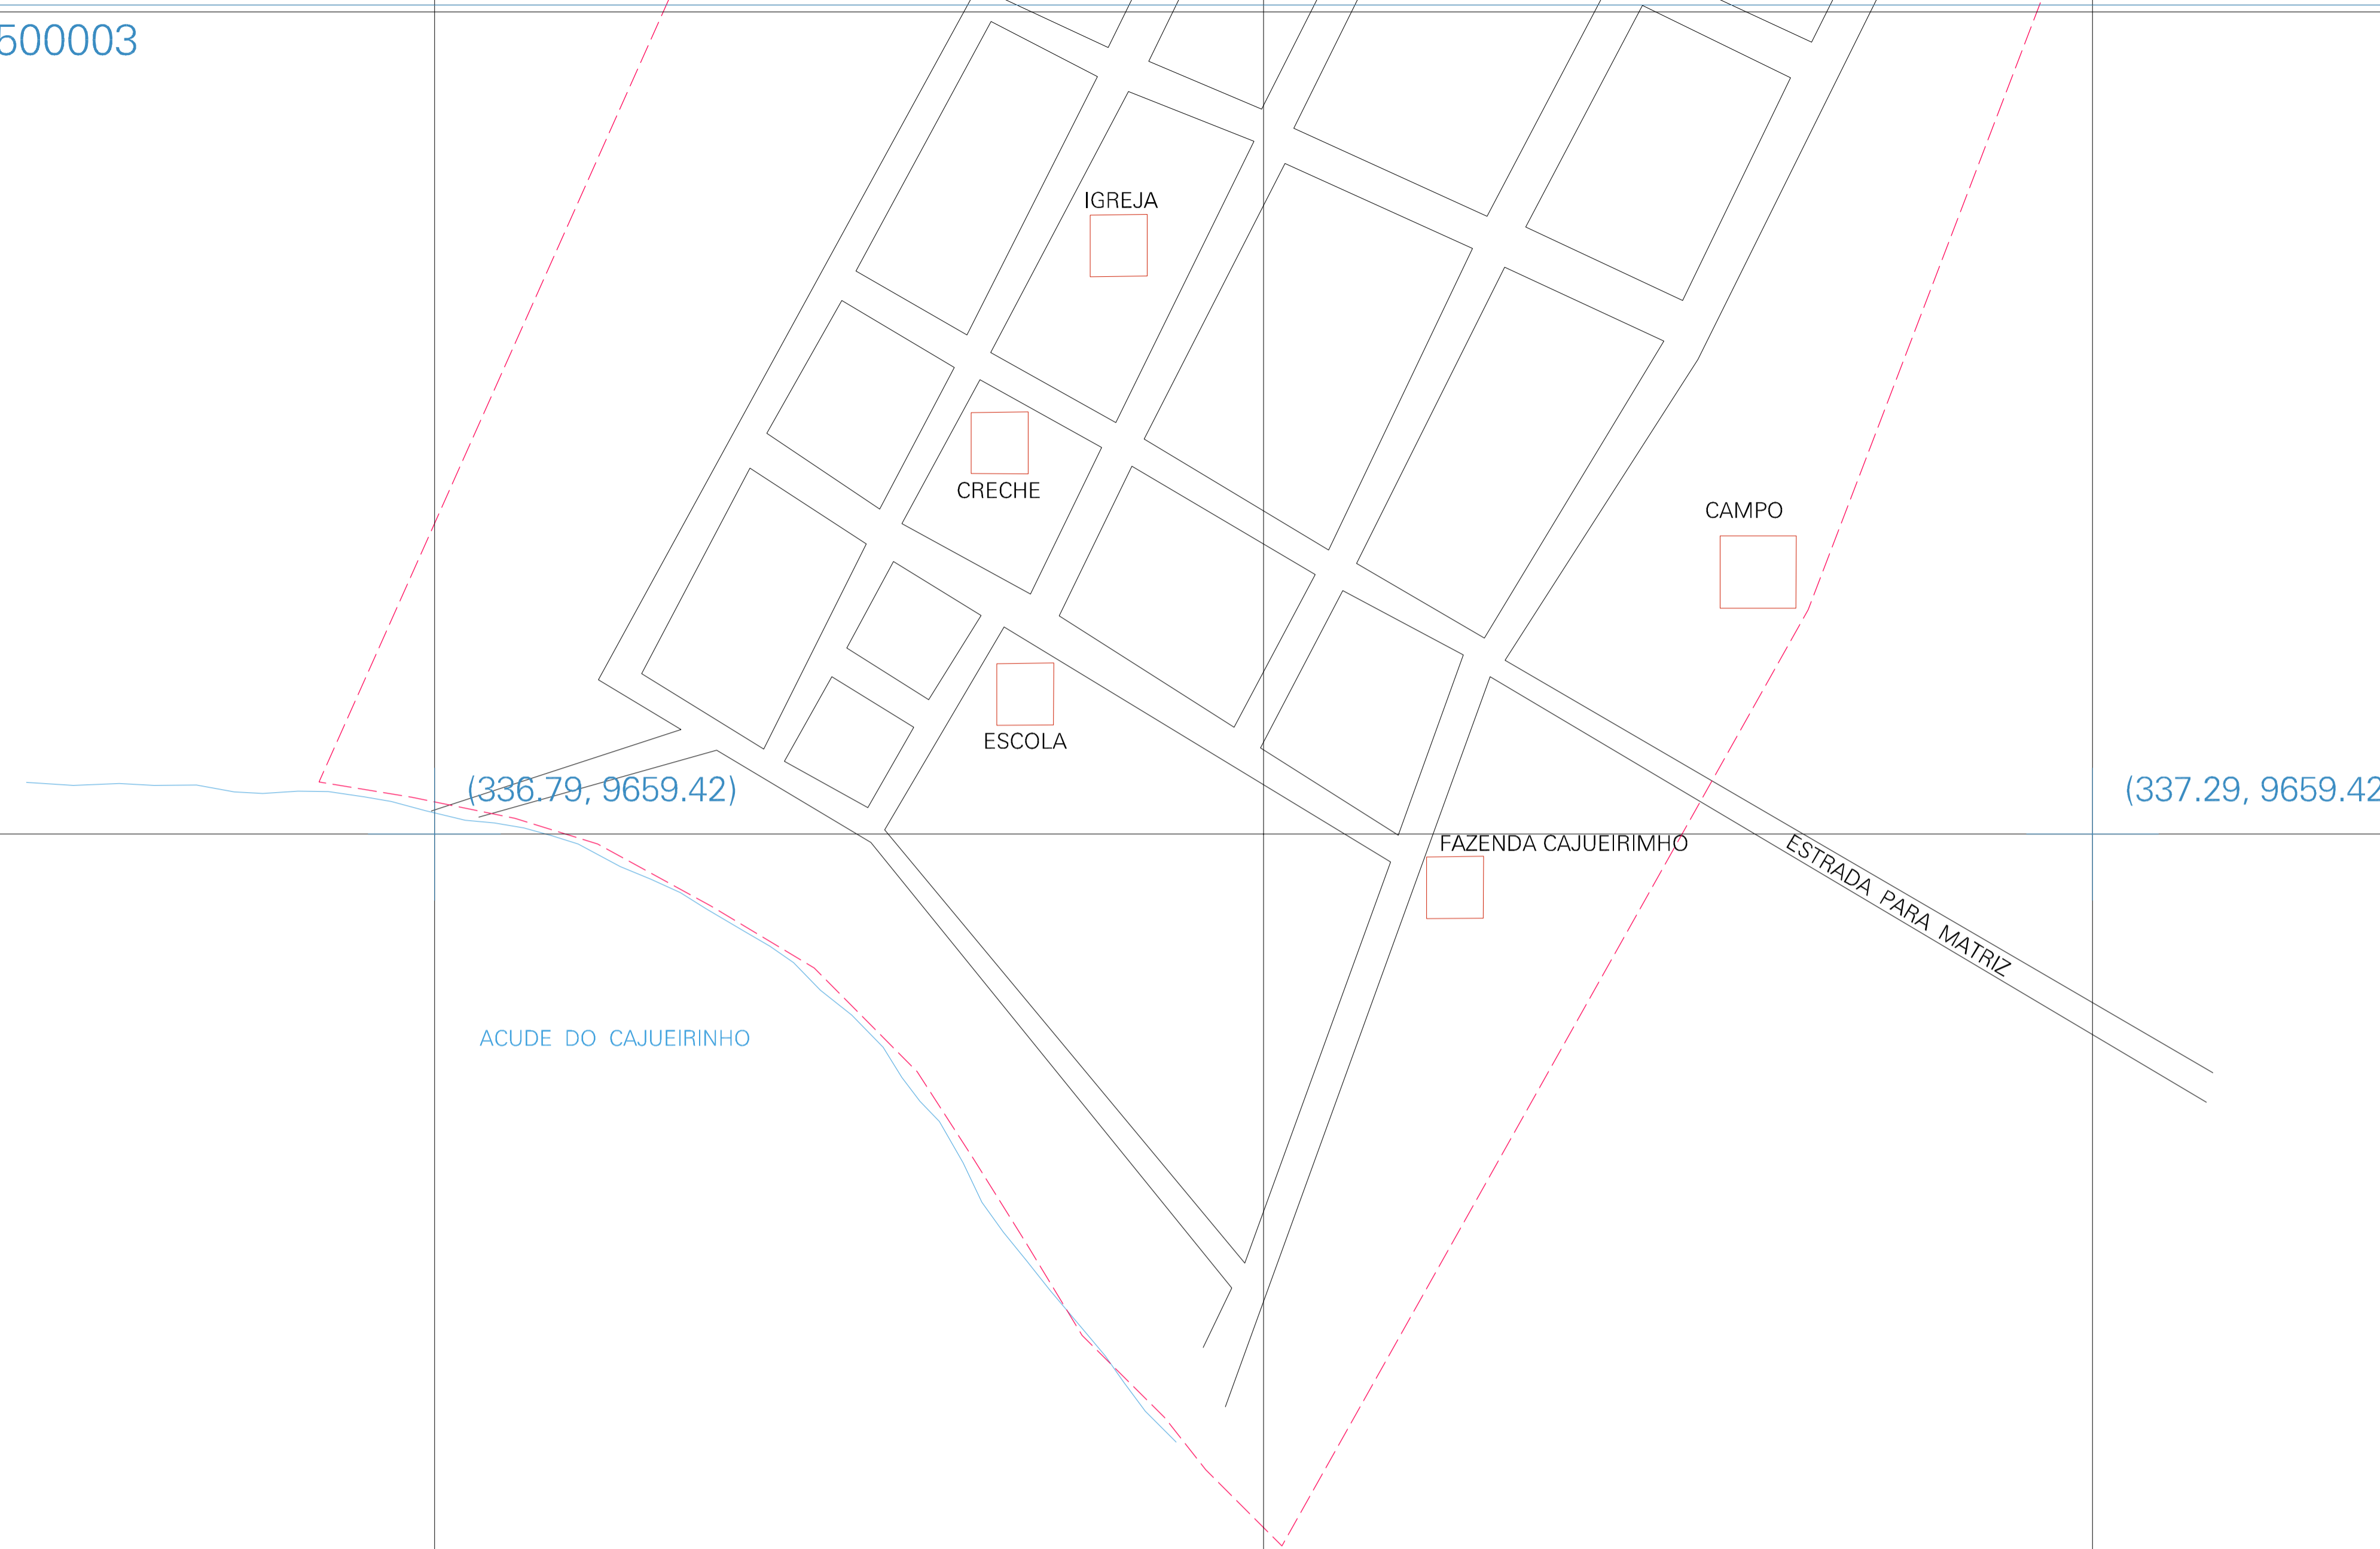 500003
IGREJA
CRECHE
CAMPO
ESCOLA
(336.79, 9659.42)
(337.29, 9659.42
FAZENDA CAJUEIRIMHO
ESTRADA PARA MATRIZ
ACUDE DO CAJUEIRINHO